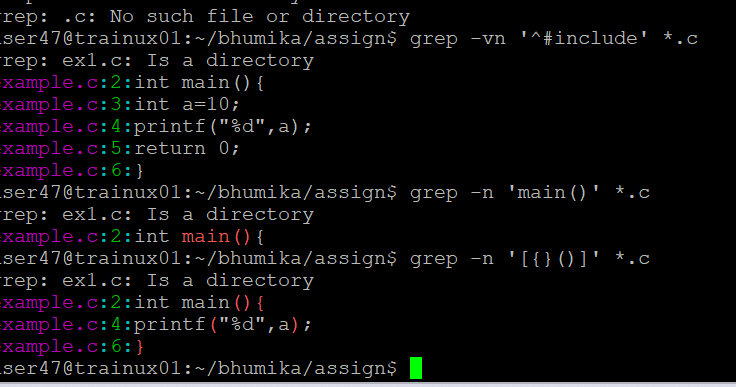 rep: .c: No such file or directory
ser47@trainux01:~/bhumika/assign$ grep -vn '^#include' *.c
rep: ex1.c: Is a directory
xample.c:2:int main(){
xample.c:3:int a=10;
xample.c:4:printf("%d",a);
xample.c:5:return 0;
xample.c:6:}
ser47@trainux01:~/bhumika/assign$ grep -n 'main()' *.c
rep: ex1.c: Is a directory
xample.c:2:int main(){
ser47@trainux01:~/bhumika/assign$ grep -n '[{}()]' *.c
rep: ex1.c: Is a directory
xample.c:2:int main(){
xample.c:4:printf("%d",a);
xample.c:6:}
ser47@trainux01:~/bhumika/assign$